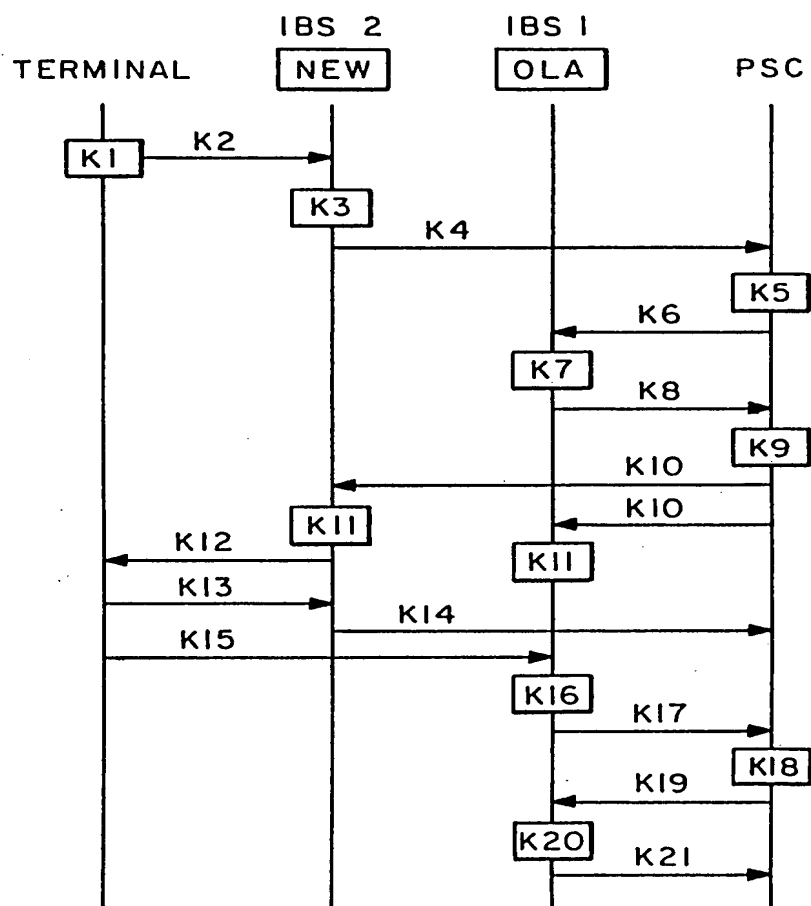 IBS 2
IBS 1
TERMINAL
NEW
OLA
PSC
K1
K2
K3
K4
K5
K6
K7
K8
K9
K10
K10
K11
K12
K11
K13
K14
K15
K16
K17
K18
K19
K20
K21